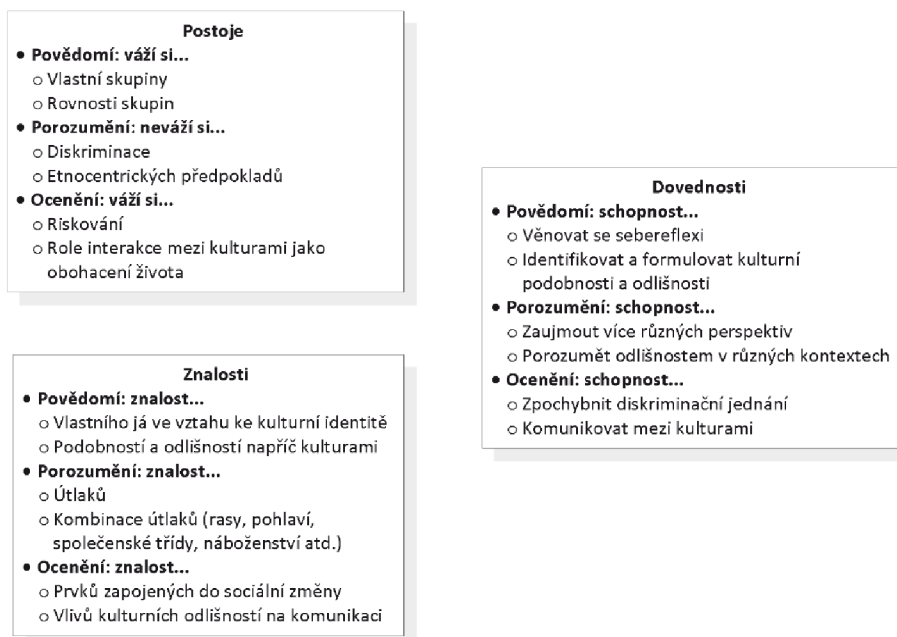 Postoje
• Povědomí: váží si...
o Vlastní skupiny
o Rovnosti skupin
• Porozumění: neváží si...
o Diskriminace
o Etnocentrických předpokladů
• Ocenění: váží si...
o Riskování
o Role interakce mezi kulturami jako
obohacení života
Znalosti
• Povědomí: znalost...
o Vlastního já ve vztahu ke kulturní identitě
o Podobností a odlišností napříč kulturami
• Porozumění: znalost...
o Útlaků
o Kombinace útlaků (rasy, pohlaví,
společenské třídy, náboženství atd.)
• Ocenění: znalost...
o Prvků zapojených do sociální změny
o Vlivů kulturních odlišností na komunikaci
Dovednosti
• Povědomí: schopnost...
o Věnovat se sebereflexi
o Identifikovat a formulovat kulturní
podobnosti a odlišnosti
• Porozumění: schopnost...
o Zaujmout více různých perspektiv
o Porozumět odlišnostem v různých kontextech
• Ocenění: schopnost...
o Zpochybnit diskriminační jednání
o Komunikovat mezi kulturami